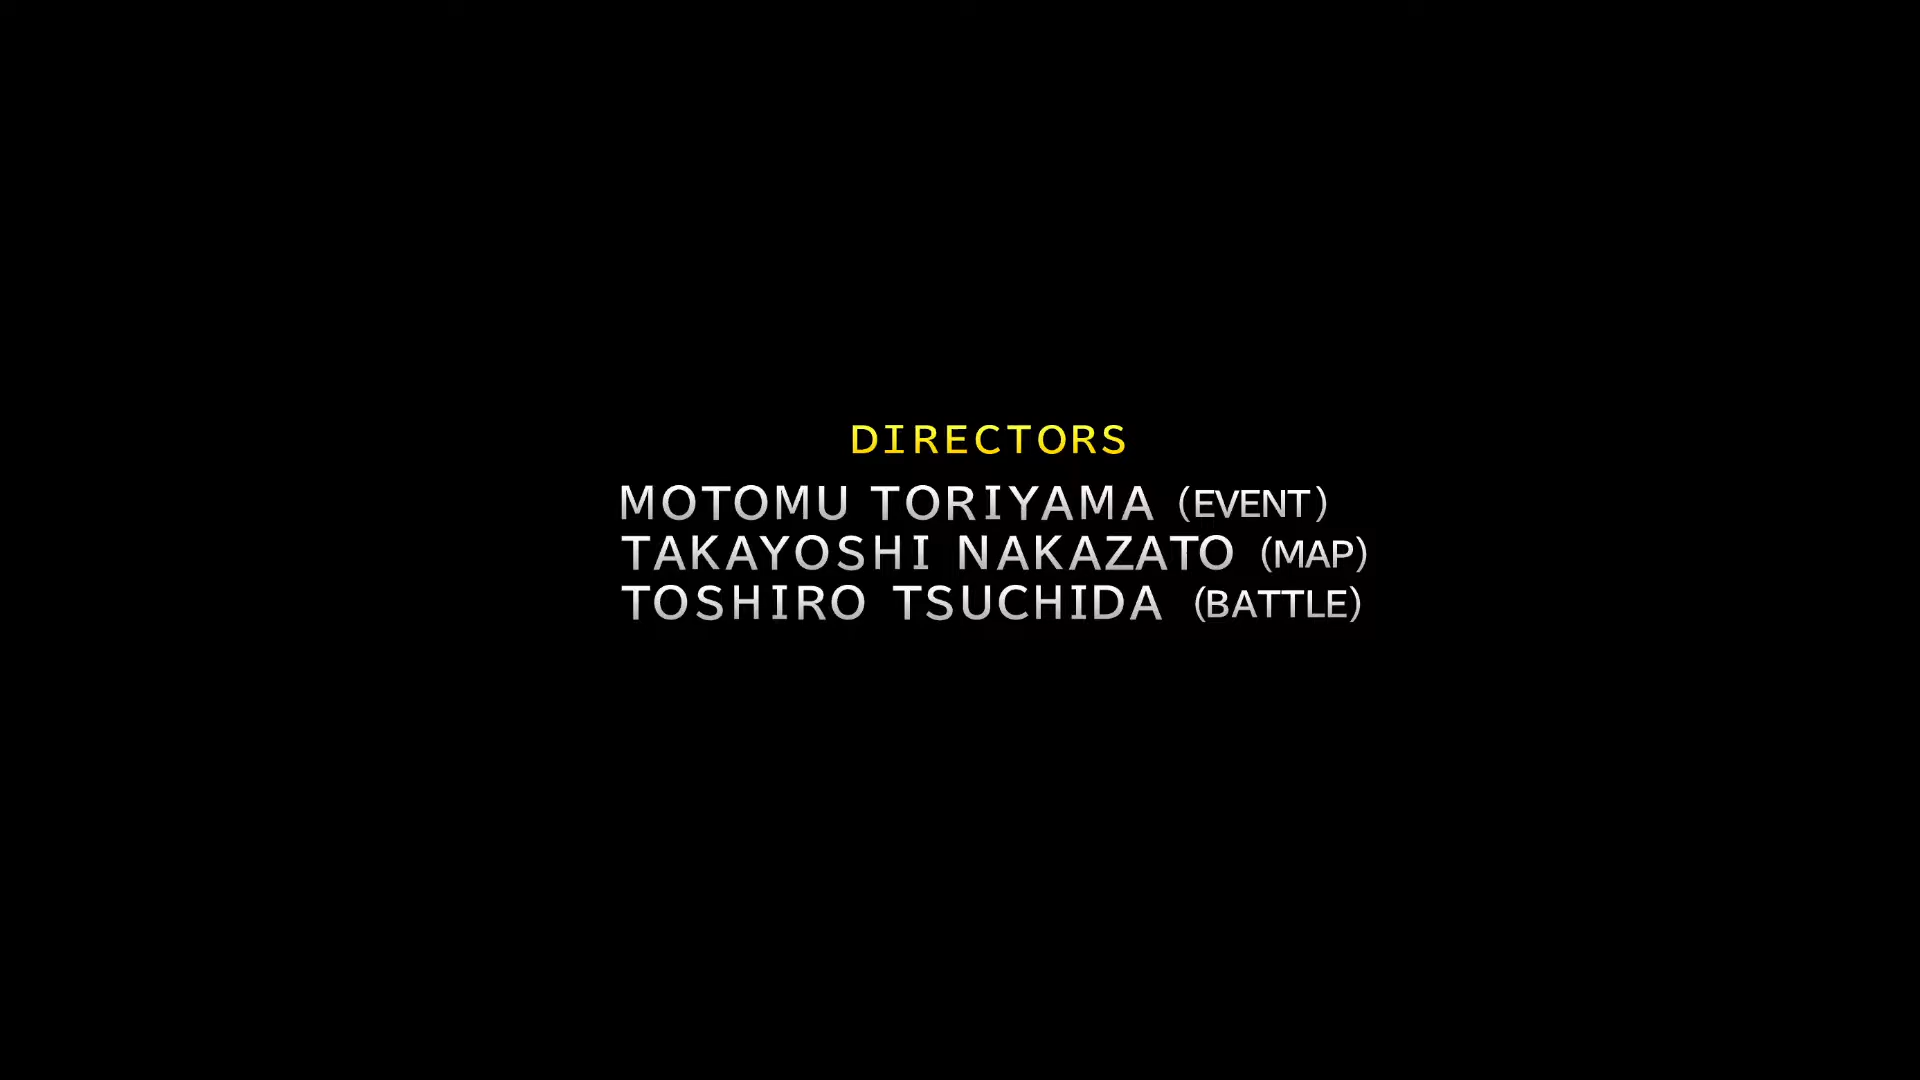 DIRECTORS
MOTOMU TORIYAMA (EVENT)
TAKAYOSHI NAKAZATO (MAP)
TOSHIRO TSUCHIDA (BATTLE)